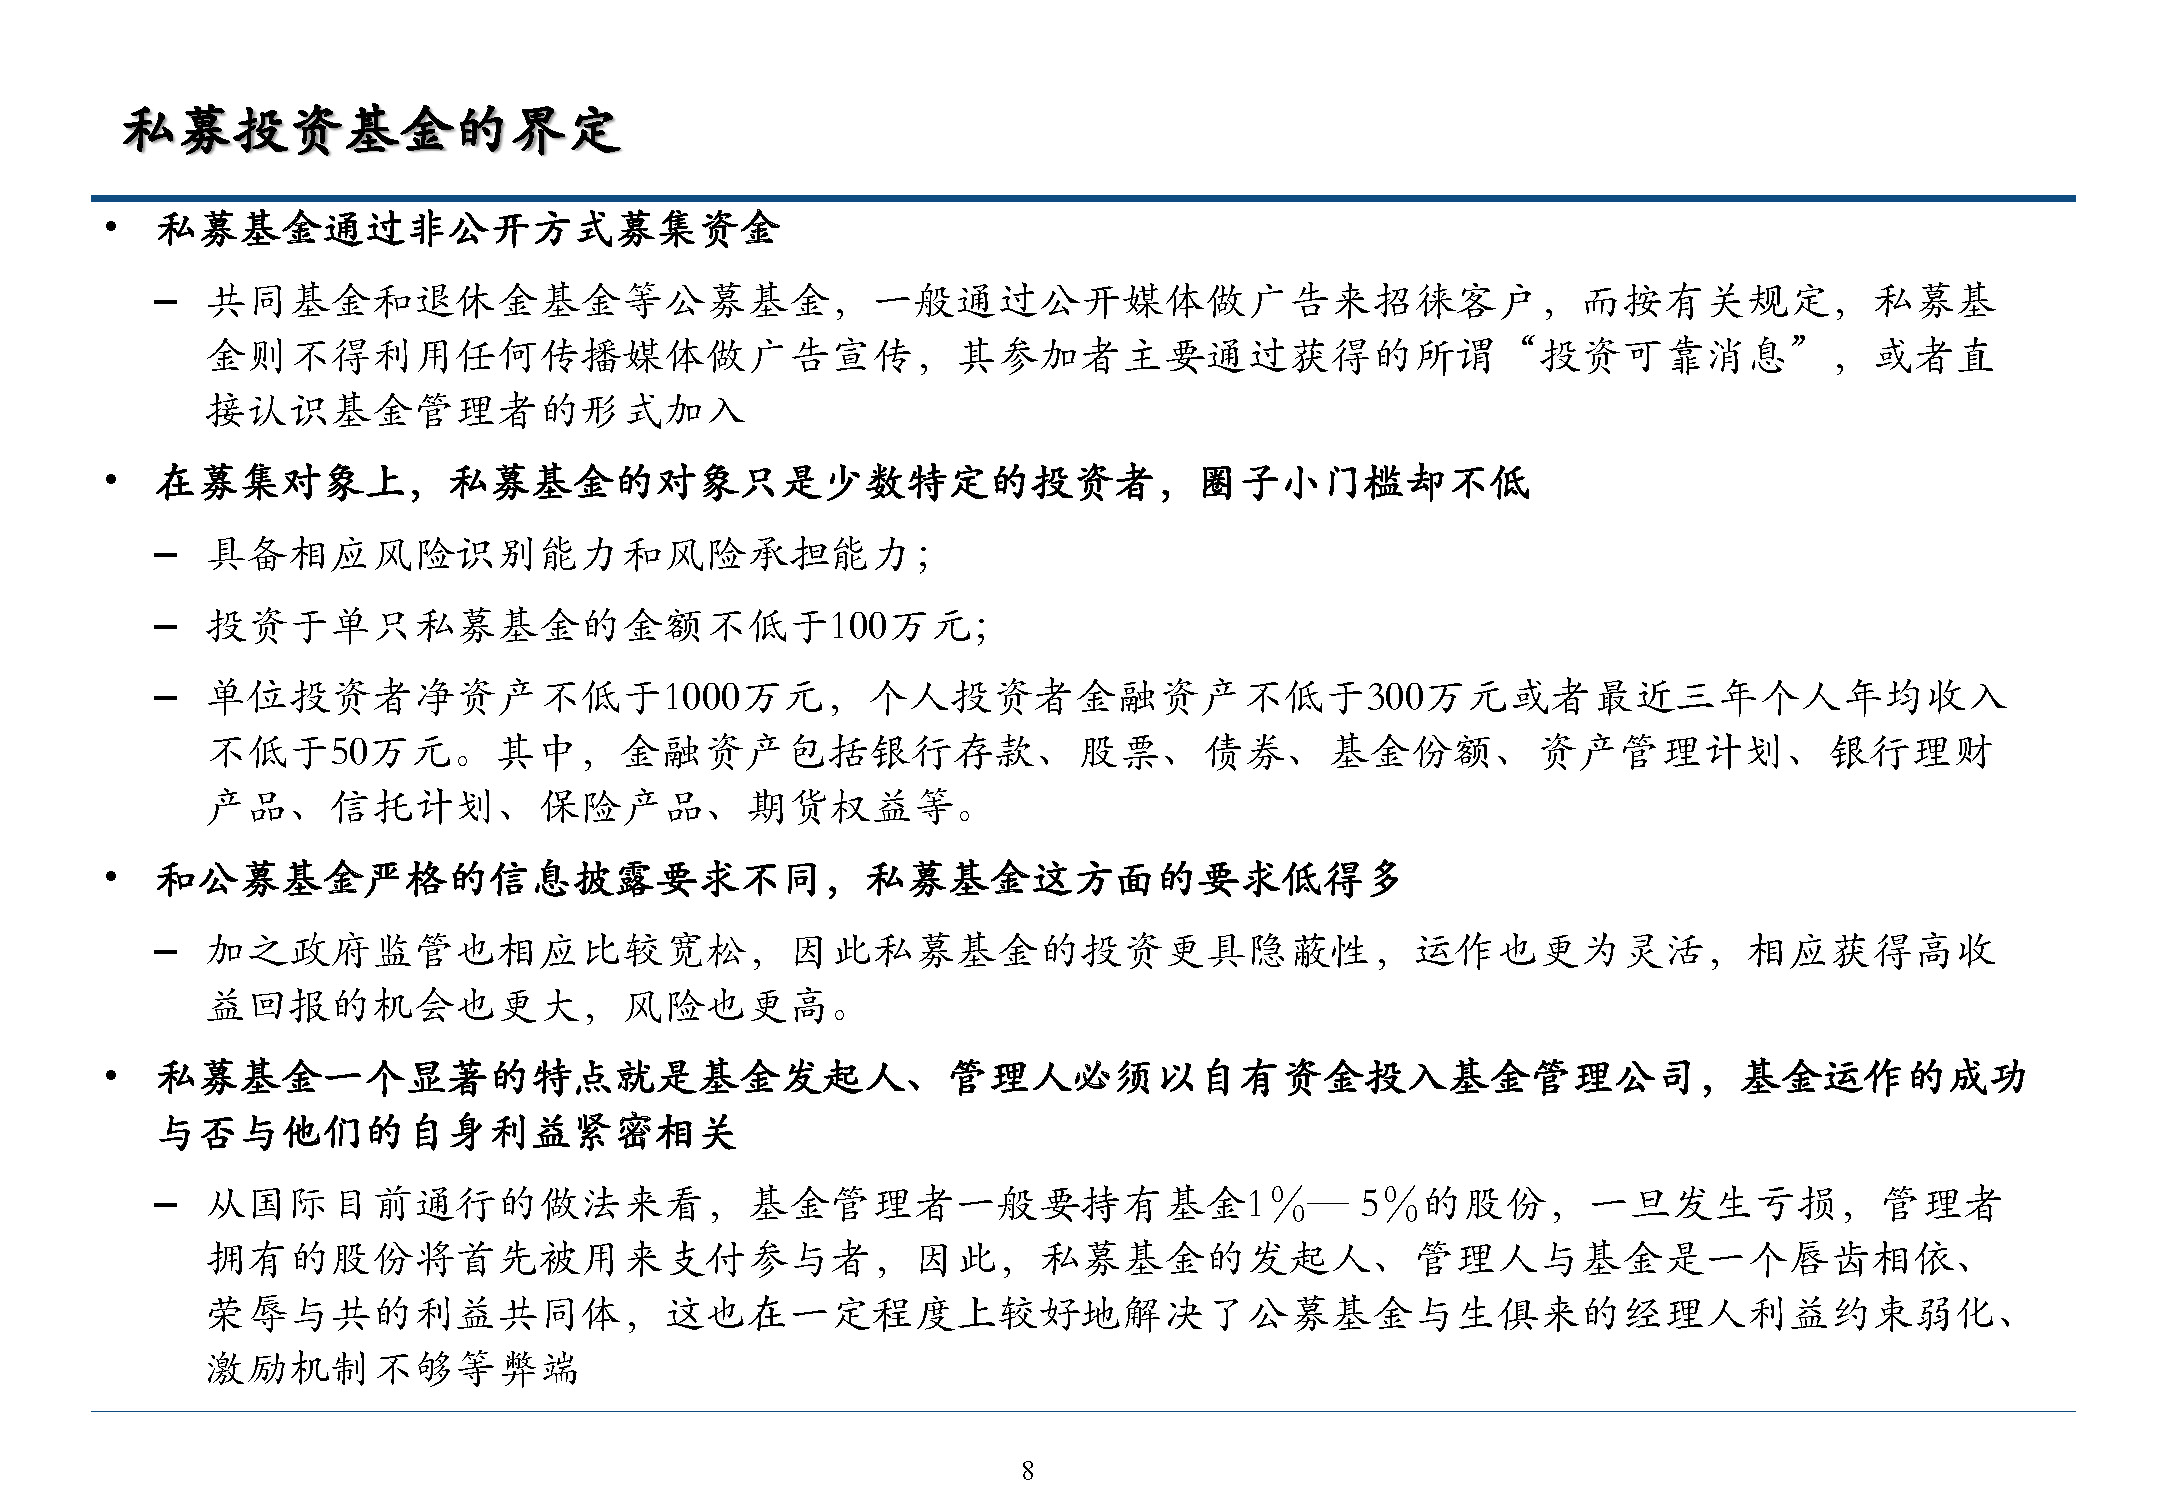 私募投资基金的界定
• 私募基金通过非公开方式募集资金
– 共同基金和退休金基金等公募基金，一般通过公开媒体做广告来招徕客户，而按有关规定，私募基
金则不得利用任何传播媒体做广告宣传，其参加者主要通过获得的所谓“投资可靠消息”，或者直
接认识基金管理者的形式加入
• 在募集对象上，私募基金的对象只是少数特定的投资者，圈子小门槛却不低
– 具备相应风险识别能力和风险承担能力；
– 投资于单只私募基金的金额不低于100万元；
– 单位投资者净资产不低于1000万元，个人投资者金融资产不低于300万元或者最近三年个人年均收入
不低于50万元。其中，金融资产包括银行存款、股票、债券、基金份额、资产管理计划、银行理财
产品、信托计划、保险产品、期货权益等。
• 和公募基金严格的信息披露要求不同，私募基金这方面的要求低得多
– 加之政府监管也相应比较宽松，因此私募基金的投资更具隐蔽性，运作也更为灵活，相应获得高收
益回报的机会也更大，风险也更高。
• 私募基金一个显著的特点就是基金发起人、管理人必须以自有资金投入基金管理公司，基金运作的成功
与否与他们的自身利益紧密相关
– 从国际目前通行的做法来看，基金管理者一般要持有基金1％— 5％的股份，一旦发生亏损，管理者
拥有的股份将首先被用来支付参与者，因此，私募基金的发起人、管理人与基金是一个唇齿相依、
荣辱与共的利益共同体，这也在一定程度上较好地解决了公募基金与生俱来的经理人利益约束弱化、
激励机制不够等弊端
8